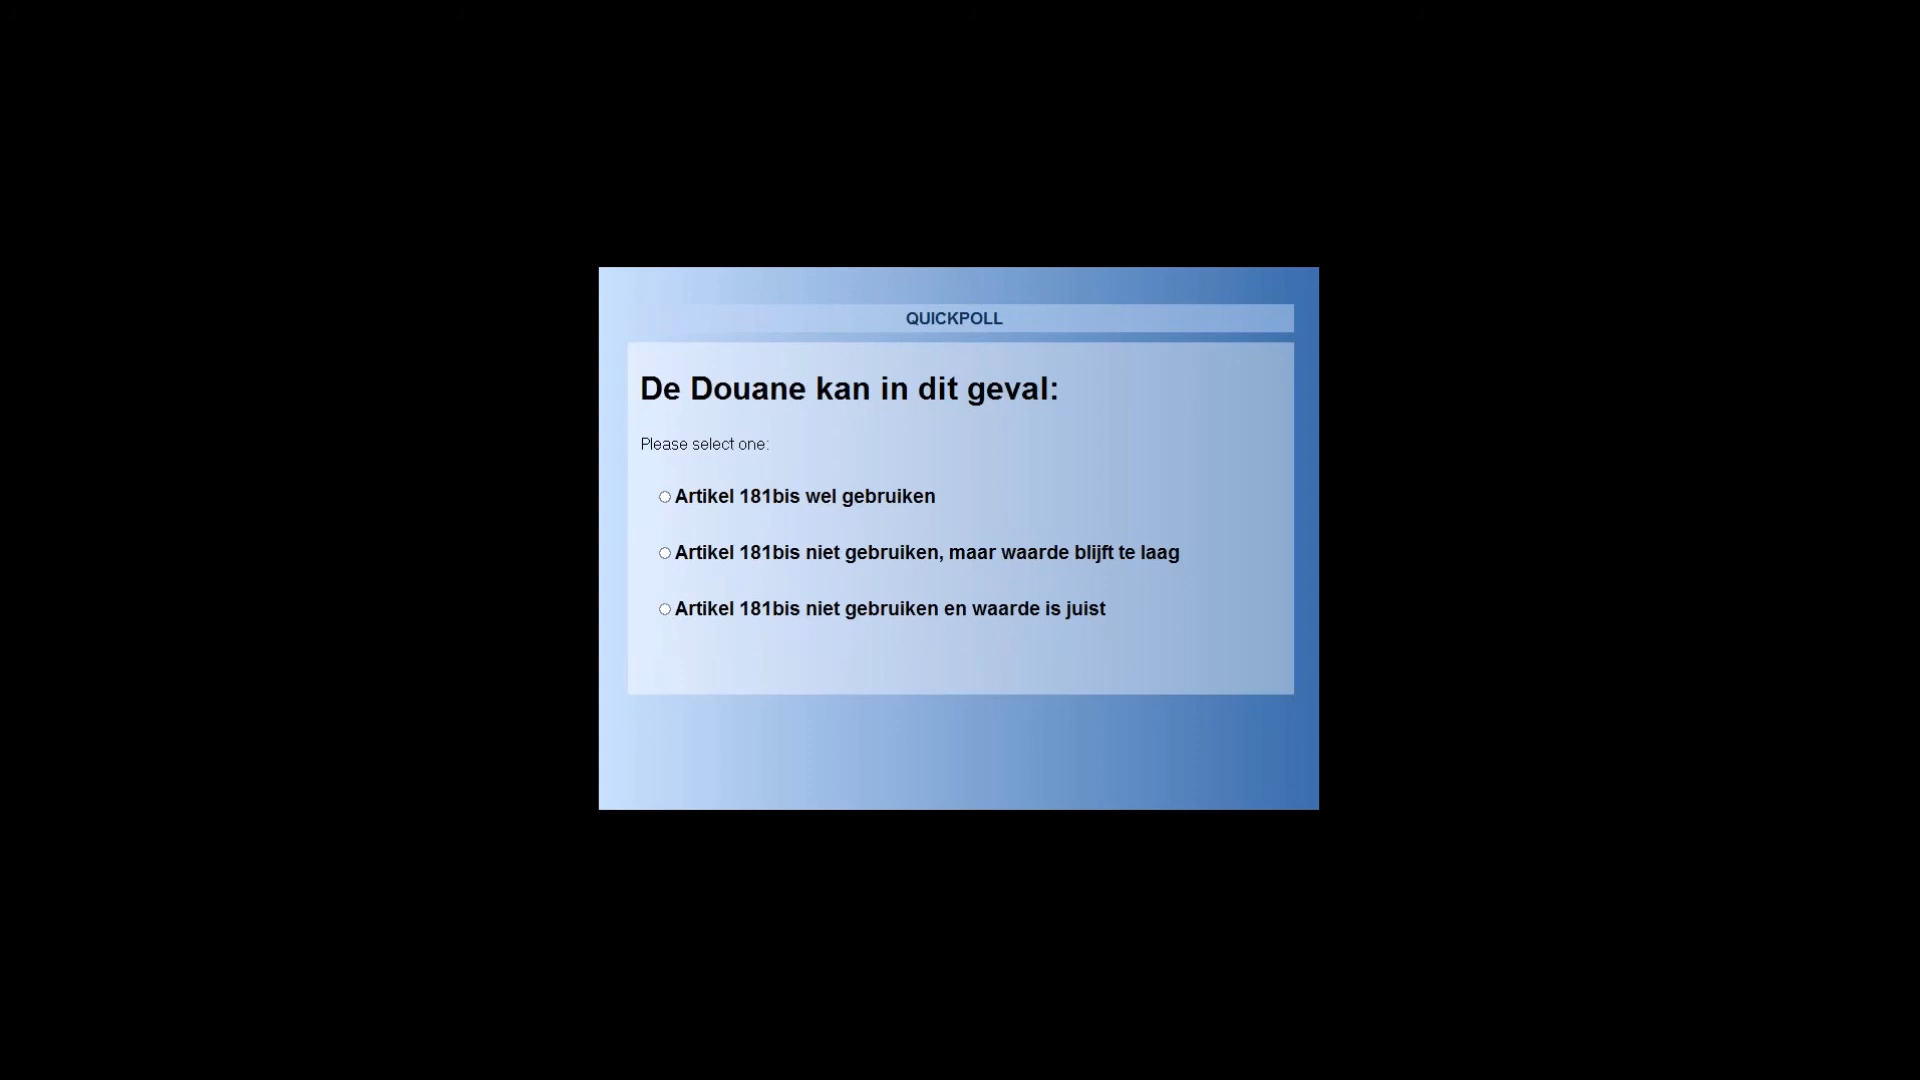 QUICKPOLL
De Douane kan in dit geval:
Please select one:
Artikel 181bis wel gebruiken
Artikel 181bis niet gebruiken, maar waarde blijft te laag
Artikel 181bis niet gebruiken en waarde is juist